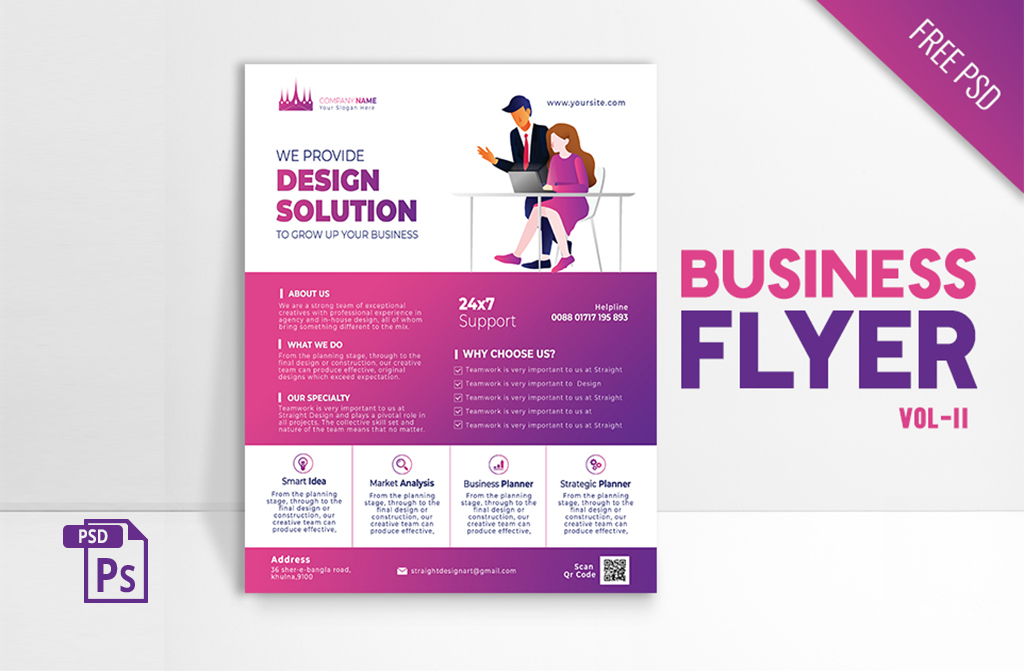 FREE PSD
COMPANY NAME
Your Slogan Here
www.yoursite.com
WE PROVIDE
DESIGN
SOLUTION
TO GROW UP YOUR BUSINESS
ABOUT US
We are a strong team of exceptional
creatives with professional experience in
agency and in-house design, all of whom
bring something different to the mix.
WHAT WE DO
From the planning stage, through to the
final design or construction, our creative
team can produce effective, original
designs which exceed expectation.
OUR SPECIALTY
Teamwork is very important to us at
Straight Design and plays a pivotal role in
all projects. The collective skill set and
nature of the team means that no matter.
24x7
Support
Helpline
0088 01717 195 893
WHY CHOOSE US?
Teamwork is very important to us at Straight
Teamwork is very important to Design
Teamwork is very important to us at Straight
Teamwork is very important to us at
Teamwork is very important to us at Straight
Smart Idea
From the planning
stage, through to the
final design or
construction, our
creative team can
produce effective,
Market Analysis
From the planning
stage, through to the
final design or
construction, our
creative team can
produce effective,
Business Planner
From the planning
stage, through to the
final design or
construction, our
creative team can
produce effective,
Strategic Planner
From the planning
stage, through to the
final design or
construction, our
creative team can
produce effective,
Address
36 sher-e-bangla road,
khulna,9100
straightdesignart@gmail.com
Scan
Qr Code
BUSINESS
FLYER
VOL-II
PSD
Ps